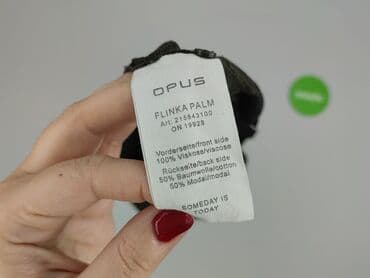 OPUS
FLINKA PALM
Art: 215843100
ON 19928
Vorderseite/front side
100% Viskose/viscose
Rückseite/back side
50% Baumwolle/cotton
50% Modal/modal
SOMEDAY IS
TODAY